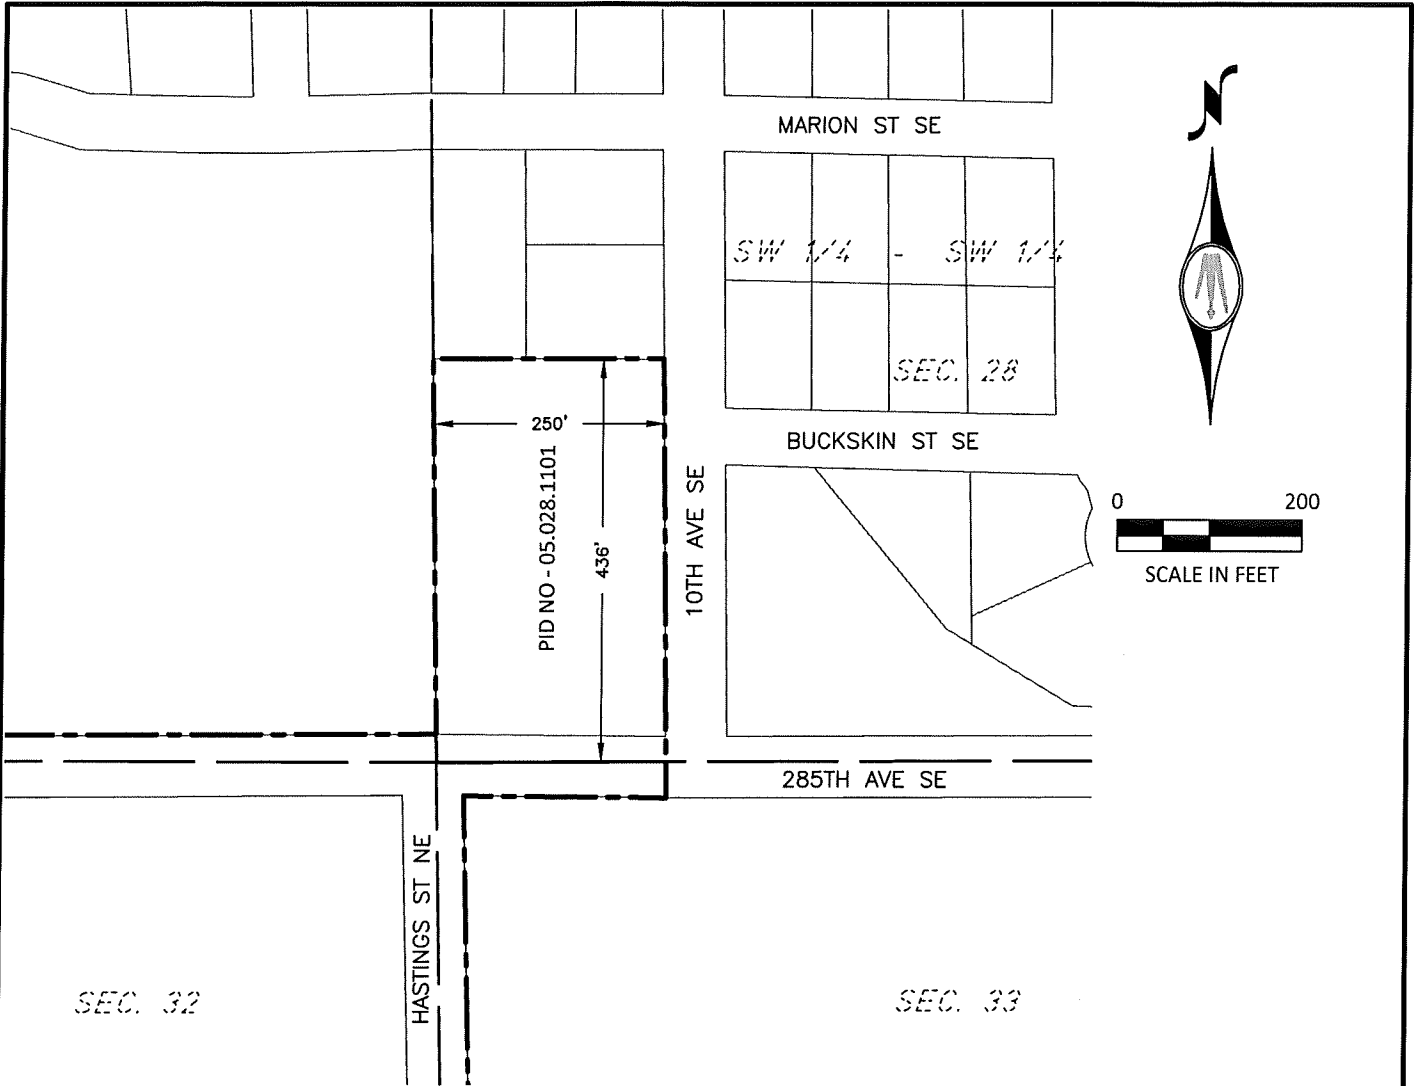 N
MARION ST SE
SW 1/4 - SW 1/4
SEC. 28
250'
BUCKSKIN ST SE
PID NO - 05.028.1101
436'
10TH AVE SE
0 200
SCALE IN FEET
285TH AVE SE
HASTINGS ST NE
SEC. 32
SEC. 33